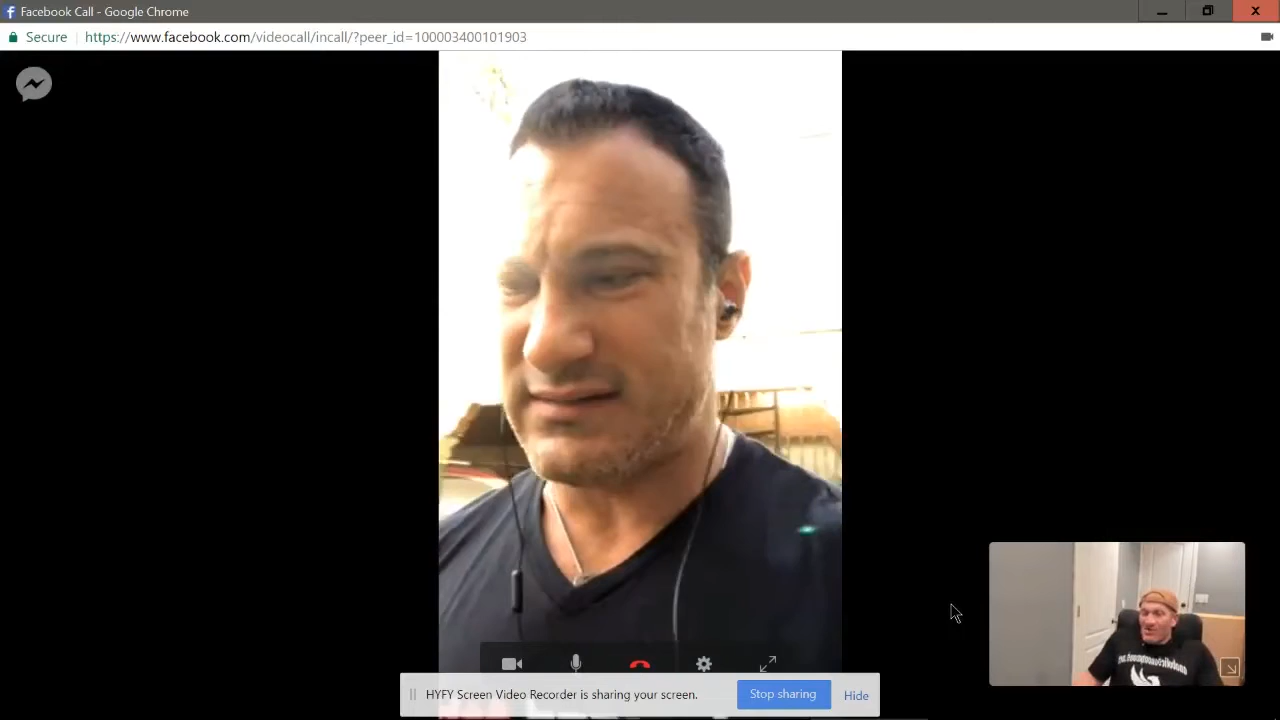 Facebook Call - Google Chrome
Secure
https://www.facebook.com/videocall/incall/?peer_id=100003400101903
HYFY Screen Video Recorder is sharing your screen.
Stop sharing
Hide